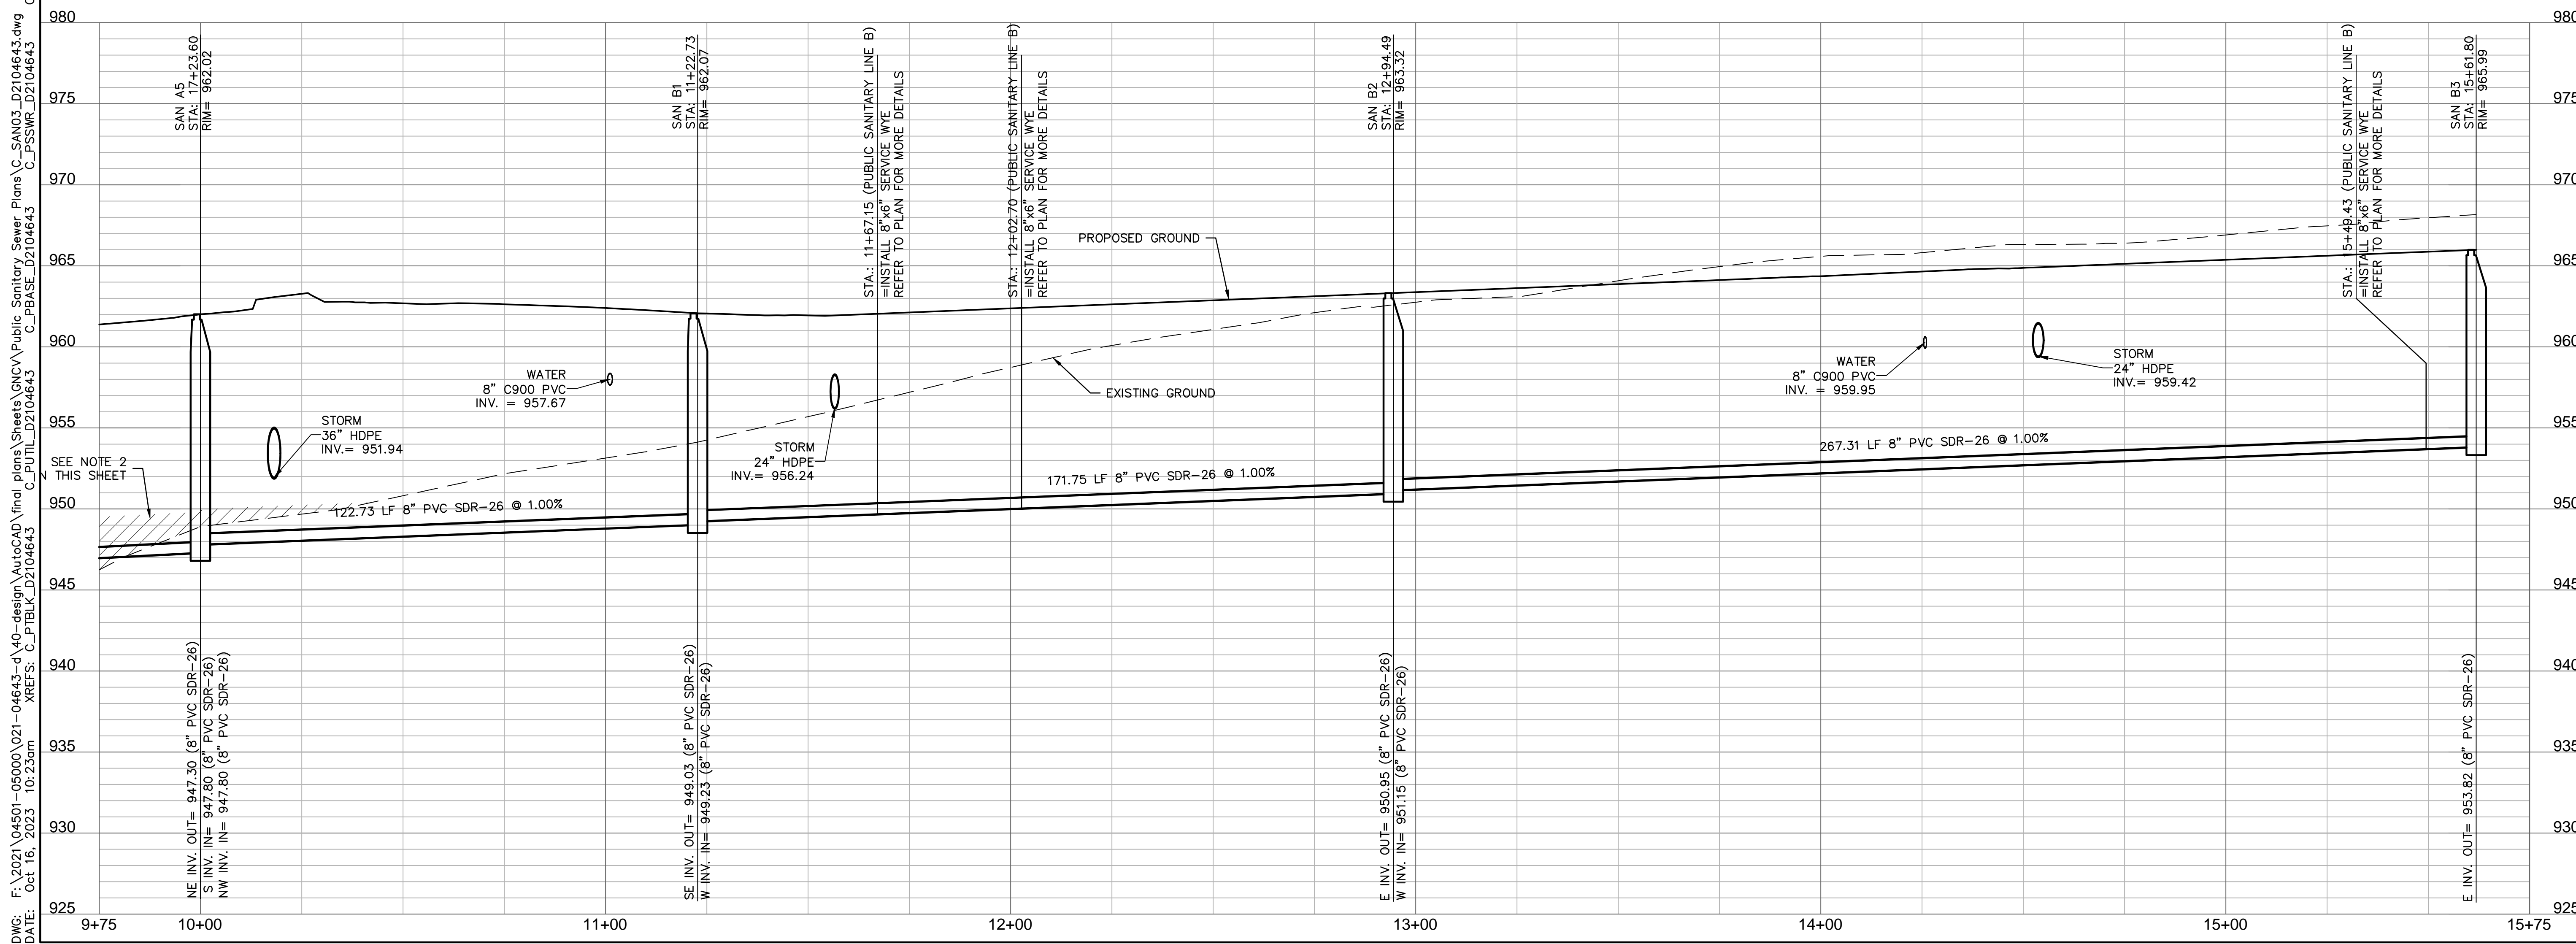 DWG: F:\2021\04501-05000\021-04643-d\40-design\AutoCAD\final plans\Sheets\GNCV\Public Sanitary Sewer Plans\C_SAN03_D2104643.dwg
DATE: Oct 16, 2023 10:23am XREFS: C_PTBLK_D2104643 C_PUTIL_D2104643 C_PBASE_D2104643 C_PSSWR_D2104643
980
975
970
965
960
955
950
945
940
935
930
925
SAN A5
STA: 17+23.60
RIM= 962.02
SAN B1
STA: 11+22.73
RIM= 962.07
STA.: 11+67.15 (PUBLIC SANITARY LINE B)
=INSTALL 8"x6" SERVICE WYE
REFER TO PLAN FOR MORE DETAILS
STA.: 12+02.70 (PUBLIC SANITARY LINE B)
=INSTALL 8"x6" SERVICE WYE
REFER TO PLAN FOR MORE DETAILS
SAN B2
STA: 12+94.49
RIM= 963.32
STA.: 15+49.43 (PUBLIC SANITARY LINE B)
=INSTALL 8"x6" SERVICE WYE
REFER TO PLAN FOR MORE DETAILS
SAN B3
STA: 15+61.80
RIM= 965.99
PROPOSED GROUND
EXISTING GROUND
WATER
8" C900 PVC
INV. = 957.67
STORM
36" HDPE
INV.= 951.94
STORM
24" HDPE
INV.= 956.24
WATER
8" C900 PVC
INV. = 959.95
STORM
24" HDPE
INV.= 959.42
SEE NOTE 2
N THIS SHEET
122.73 LF 8" PVC SDR-26 @ 1.00%
171.75 LF 8" PVC SDR-26 @ 1.00%
267.31 LF 8" PVC SDR-26 @ 1.00%
NE INV. OUT= 947.30 (8" PVC SDR-26)
S INV. IN= 947.80 (8" PVC SDR-26)
NW INV. IN= 947.80 (8" PVC SDR-26)
SE INV. OUT= 949.03 (8" PVC SDR-26)
W INV. IN= 949.23 (8" PVC SDR-26)
E INV. OUT= 950.95 (8" PVC SDR-26)
W INV. IN= 951.15 (8" PVC SDR-26)
E INV. OUT= 953.82 (8" PVC SDR-26)
980
975
970
965
960
955
950
945
940
935
930
925
9+75
10+00
11+00
12+00
13+00
14+00
15+00
15+75